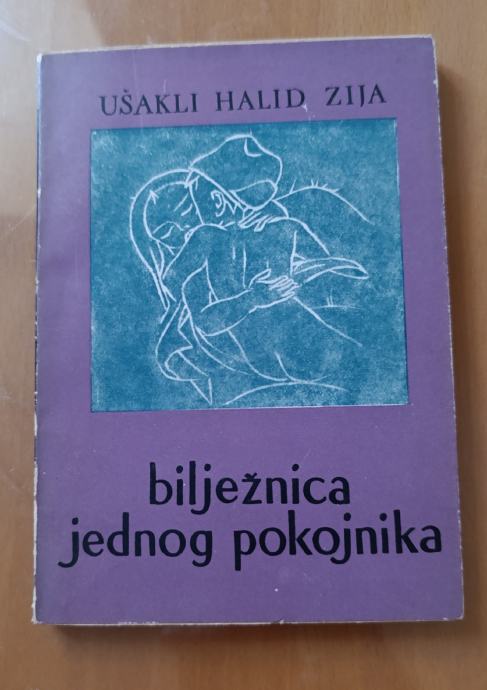 UŠAKLI HALID ZIJA
bilježnica
jednog pokojnika